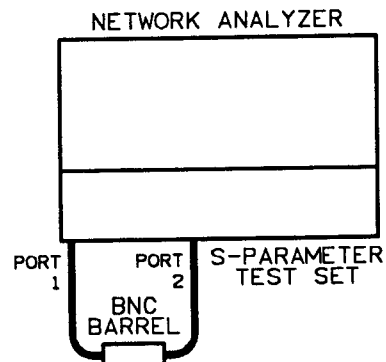 NETWORK ANALYZER
PORT
1
PORT
2
S-PARAMETER
TEST SET
BNC
BARREL